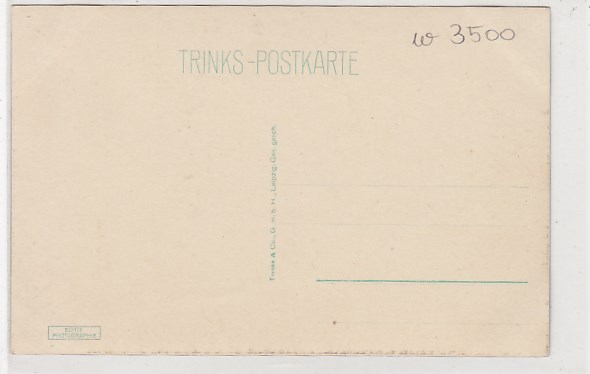 w 3500
TRINKS-POSTKARTE
Trinks & Co., G. m. b. H., Leipzig. Ges. gesch.
ECHTE
PHOTOGRAPHIE